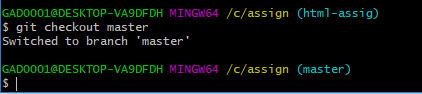 GAD0001@DESKTOP-VA9DFDH MINGW64 /c/assign (html-assig)
$ git checkout master
Switched to branch 'master'
GAD0001@DESKTOP-VA9DFDH MINGW64 /c/assign (master)
$